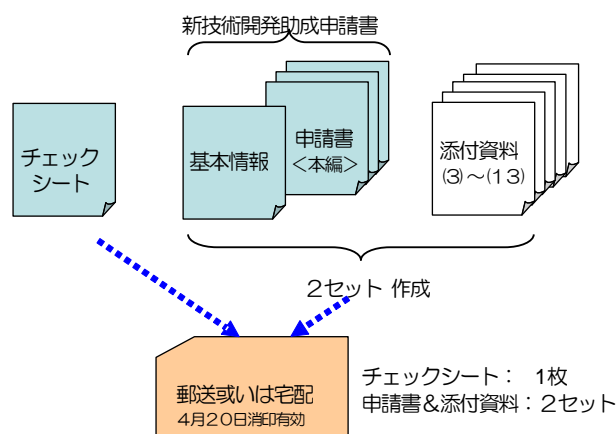 新技術開発助成申請書
チェック
シート
基本情報
申請書
＜本編＞
添付資料
(3)～(13)
2セット 作成
郵送或いは宅配
4月20日消印有効
チェックシート： 1枚
申請書＆添付資料：2セット